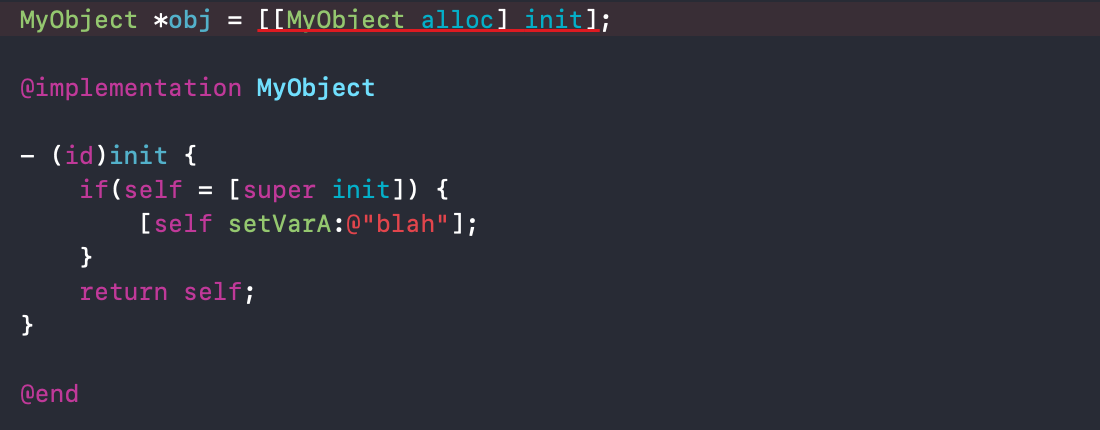 MyObject *obj = [[MyObject alloc] init];
@implementation MyObject
- (id)init {
if(self = [super init]) {
[self setVarA:@"blah"];
}
return self;
}
@end